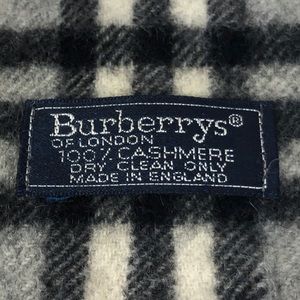 Burberrys®
OF LONDON
100% CASHMERE
DRY CLEAN ONLY
MADE IN ENGLAND